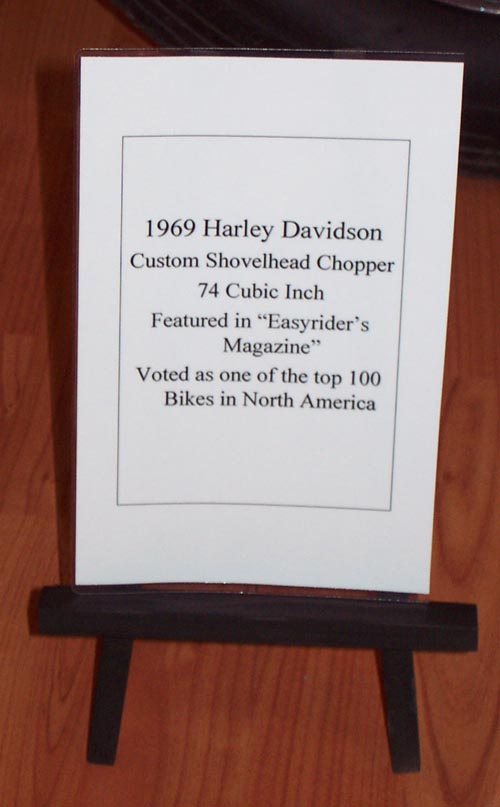 1969 Harley Davidson
Custom Shovelhead Chopper
74 Cubic Inch
Featured in “Easyrider’s
Magazine”
Voted as one of the top 100
Bikes in North America